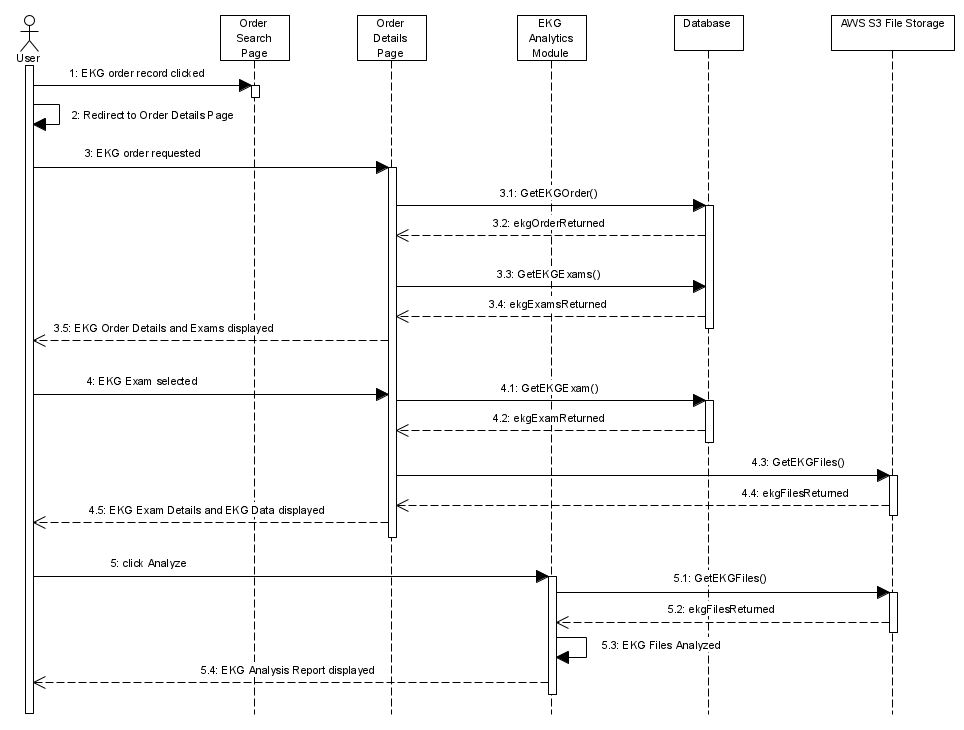 User
Order
Search
Page
Order
Details
Page
EKG
Analytics
Module
Database
AWS S3 File Storage
1: EKG order record clicked
2: Redirect to Order Details Page
3: EKG order requested
3.1: GetEKGOrder()
3.2: ekgOrderReturned
3.3: GetEKGExams()
3.4: ekgExamsReturned
3.5: EKG Order Details and Exams displayed
4: EKG Exam selected
4.1: GetEKGExam()
4.2: ekgExamReturned
4.3: GetEKGFiles()
4.4: ekgFilesReturned
4.5: EKG Exam Details and EKG Data displayed
5: click Analyze
5.1: GetEKGFiles()
5.2: ekgFilesReturned
5.3: EKG Files Analyzed
5.4: EKG Analysis Report displayed